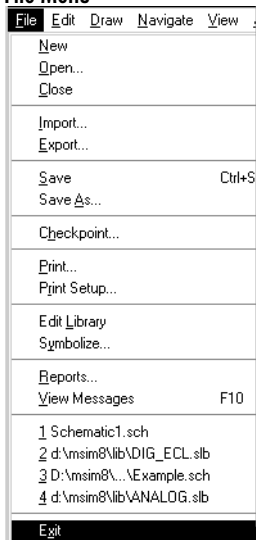 File Edit Draw Navigate View
New
Open...
Close
Import...
Export...
Save Ctrl+S
Save As...
Checkpoint...
Print...
Print Setup...
Edit Library
Symbolize...
Reports...
View Messages F10
1 Schematic1.sch
2 d:\msim8\lib\DIG_ECL.slb
3 D:\msim8\...\Example.sch
4 d:\msim8\lib\ANALOG.slb
Exit